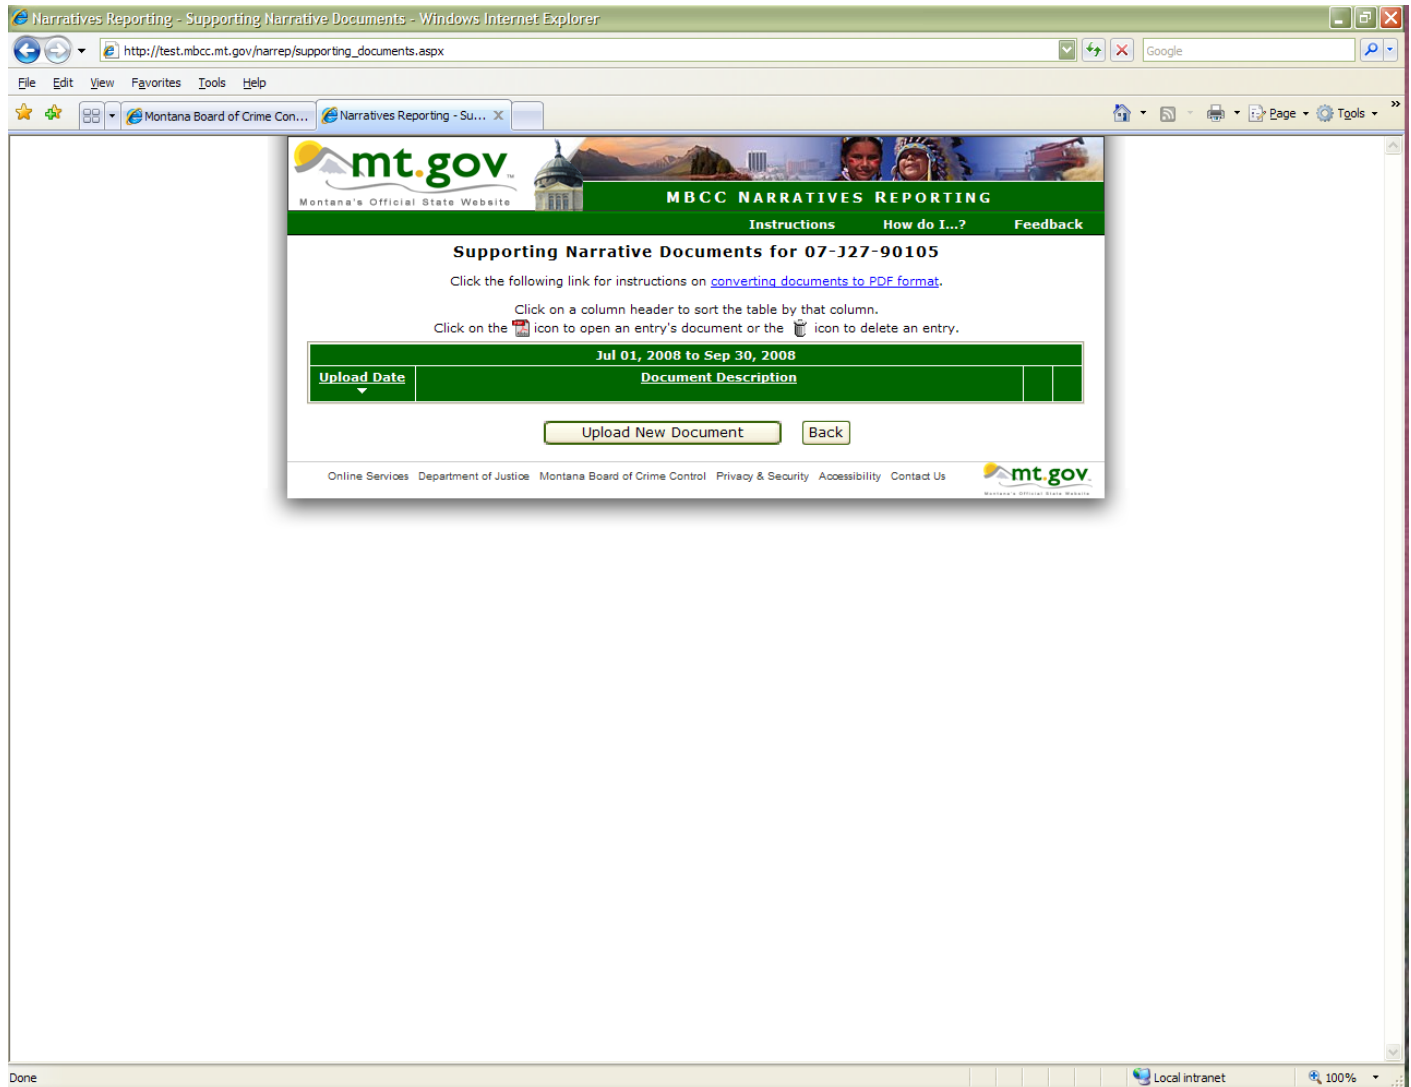 Narratives Reporting - Supporting Narrative Documents - Windows Internet Explorer
http://test.mbcc.mt.gov/narrep/supporting_documents.aspx
Google
File Edit View Favorites Tools Help
Montana Board of Crime Con...
Narratives Reporting - Su... X
Page Tools »
mt.gov™
Montana's Official State Website
MBCC NARRATIVES REPORTING
Instructions How do I...? Feedback
Supporting Narrative Documents for 07-J27-90105
Click the following link for instructions on converting documents to PDF format.
Click on a column header to sort the table by that column.
Click on the icon to open an entry's document or the icon to delete an entry.
Jul 01, 2008 to Sep 30, 2008
Upload Date Document Description
Upload New Document Back
Online Services Department of Justice Montana Board of Crime Control Privacy & Security Accessibility Contact Us
mt.gov
Montana's Official State Website
Done
Local intranet
100%